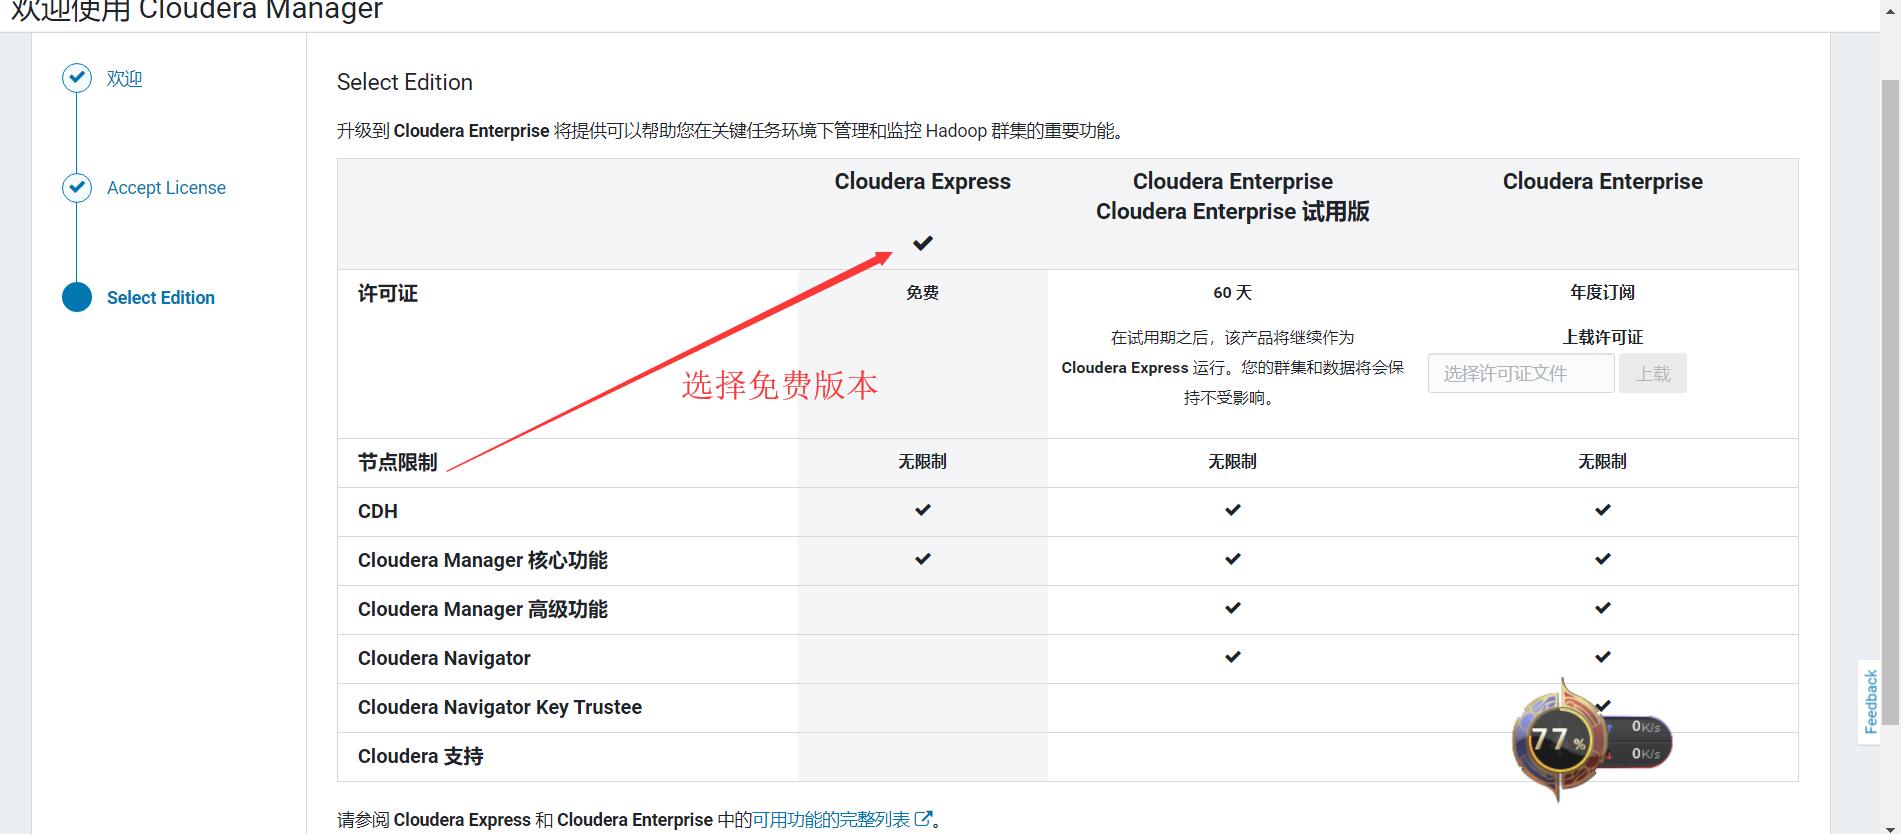 欢迎使用 Cloudera Manager
欢迎
Accept License
Select Edition
Select Edition
升级到 Cloudera Enterprise 将提供可以帮助您在关键任务环境下管理和监控 Hadoop 群集的重要功能。
Cloudera Express
Cloudera Enterprise
Cloudera Enterprise 试用版
Cloudera Enterprise
许可证
免费
60 天
年度订阅
在试用期之后，该产品将继续作为
Cloudera Express 运行。您的群集和数据将会保
持不受影响。
上载许可证
选择许可证文件
上载
选择免费版本
节点限制
无限制
无限制
无限制
CDH
Cloudera Manager 核心功能
Cloudera Manager 高级功能
Cloudera Navigator
Cloudera Navigator Key Trustee
Cloudera 支持
77%
0K/s
0K/s
Feedback
请参阅 Cloudera Express 和 Cloudera Enterprise 中的可用功能的完整列表。